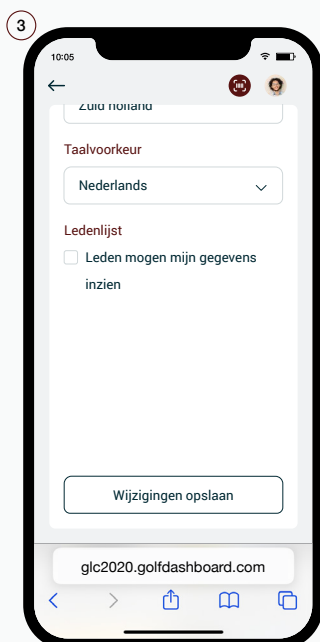 3
10:05
Zuid holland
Taalvoorkeur
Nederlands
Ledenlijst
Leden mogen mijn gegevens
inzien
Wijzigingen opslaan
glc2020.golfdashboard.com